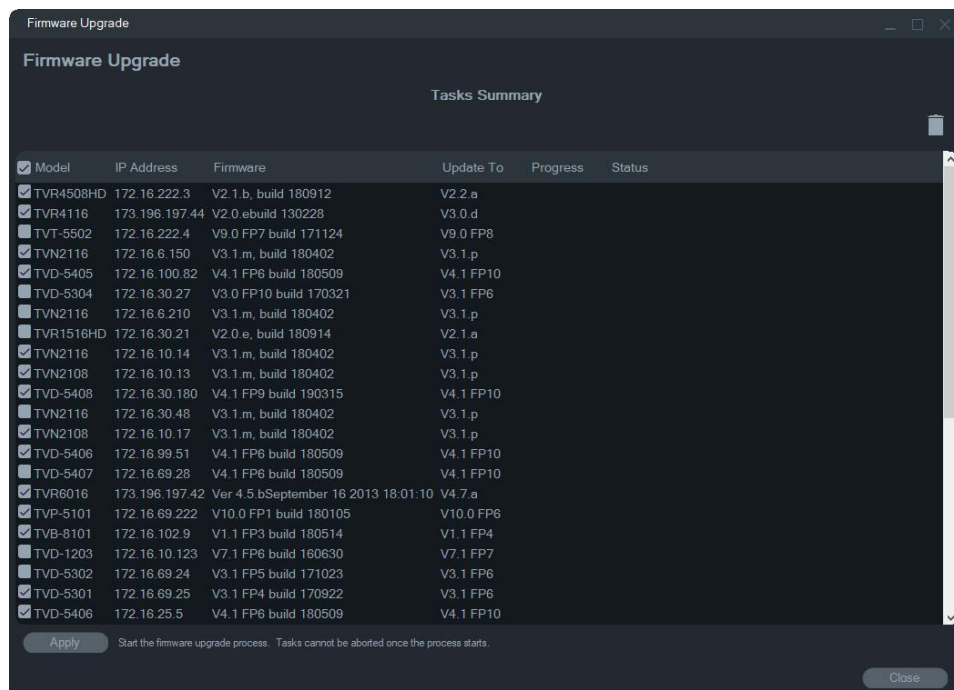 Firmware Upgrade
Firmware Upgrade
Tasks Summary
Model IP Address Firmware Update To Progress Status
TVR4508HD 172.16.222.3 V2.1.b, build 180912 V2.2.a
TVR4116 173.196.197.44 V2.0.ebuild 130228 V3.0.d
TVT-5502 172.16.222.4 V9.0 FP7 build 171124 V9.0 FP8
TVN2116 172.16.6.150 V3.1.m, build 180402 V3.1.p
TVD-5405 172.16.100.82 V4.1 FP6 build 180509 V4.1 FP10
TVD-5304 172.16.30.27 V3.0 FP10 build 170321 V3.1 FP6
TVN2116 172.16.6.210 V3.1.m, build 180402 V3.1.p
TVR1516HD 172.16.30.21 V2.0.e, build 180914 V2.1.a
TVN2116 172.16.10.14 V3.1.m, build 180402 V3.1.p
TVN2108 172.16.10.13 V3.1.m, build 180402 V3.1.p
TVD-5408 172.16.30.180 V4.1 FP9 build 190315 V4.1 FP10
TVN2116 172.16.30.48 V3.1.m, build 180402 V3.1.p
TVN2108 172.16.10.17 V3.1.m, build 180402 V3.1.p
TVD-5406 172.16.99.51 V4.1 FP6 build 180509 V4.1 FP10
TVD-5407 172.16.69.28 V4.1 FP6 build 180509 V4.1 FP10
TVR6016 173.196.197.42 Ver 4.5.bSeptember 16 2013 18:01:10 V4.7.a
TVP-5101 172.16.69.222 V10.0 FP1 build 180105 V10.0 FP6
TVB-8101 172.16.102.9 V1.1 FP3 build 180514 V1.1 FP4
TVD-1203 172.16.10.123 V7.1 FP6 build 160630 V7.1 FP7
TVD-5302 172.16.69.24 V3.1 FP5 build 171023 V3.1 FP6
TVD-5301 172.16.69.25 V3.1 FP4 build 170922 V3.1 FP6
TVD-5406 172.16.25.5 V4.1 FP6 build 180509 V4.1 FP10
Apply Start the firmware upgrade process. Tasks cannot be aborted once the process starts.
Close